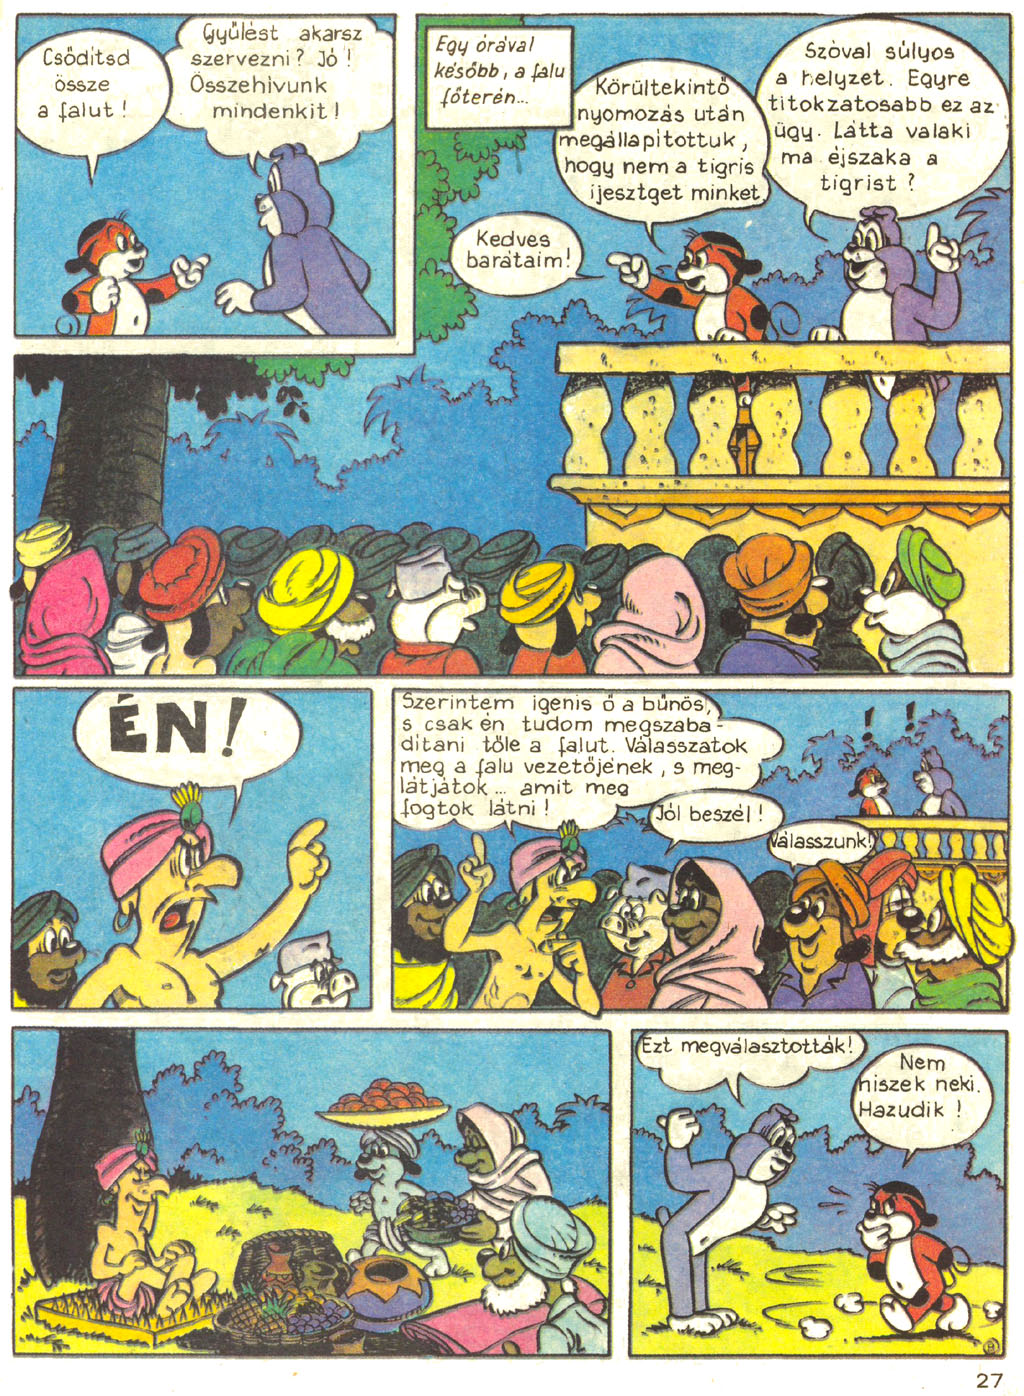 Csődítsd
össze
a falut !
Gyűlést akarsz
szervezni ? Jó !
Összehívunk
mindenkit !
Egy órával
később, a falu
főterén...
Kedves
barátaim!
Körültekintő
nyomozás után
megállapítottuk,
hogy nem a tigris
ijesztget minket.
Szóval súlyos
a helyzet. Egyre
titokzatosabb ez az
ügy. Látta valaki
ma éjszaka a
tigrist ?
ÉN!
Szerintem igenis ő a bűnös,
s csak én tudom megszaba-
dítani tőle a falut. Válasszatok
meg a falu vezetőjének, s meg-
látjátok ... amit meg
fogtok látni !
Jól beszél !
Válasszunk!
! !
Ezt megválasztották!
Nem
hiszek neki.
Hazudik !
8
27